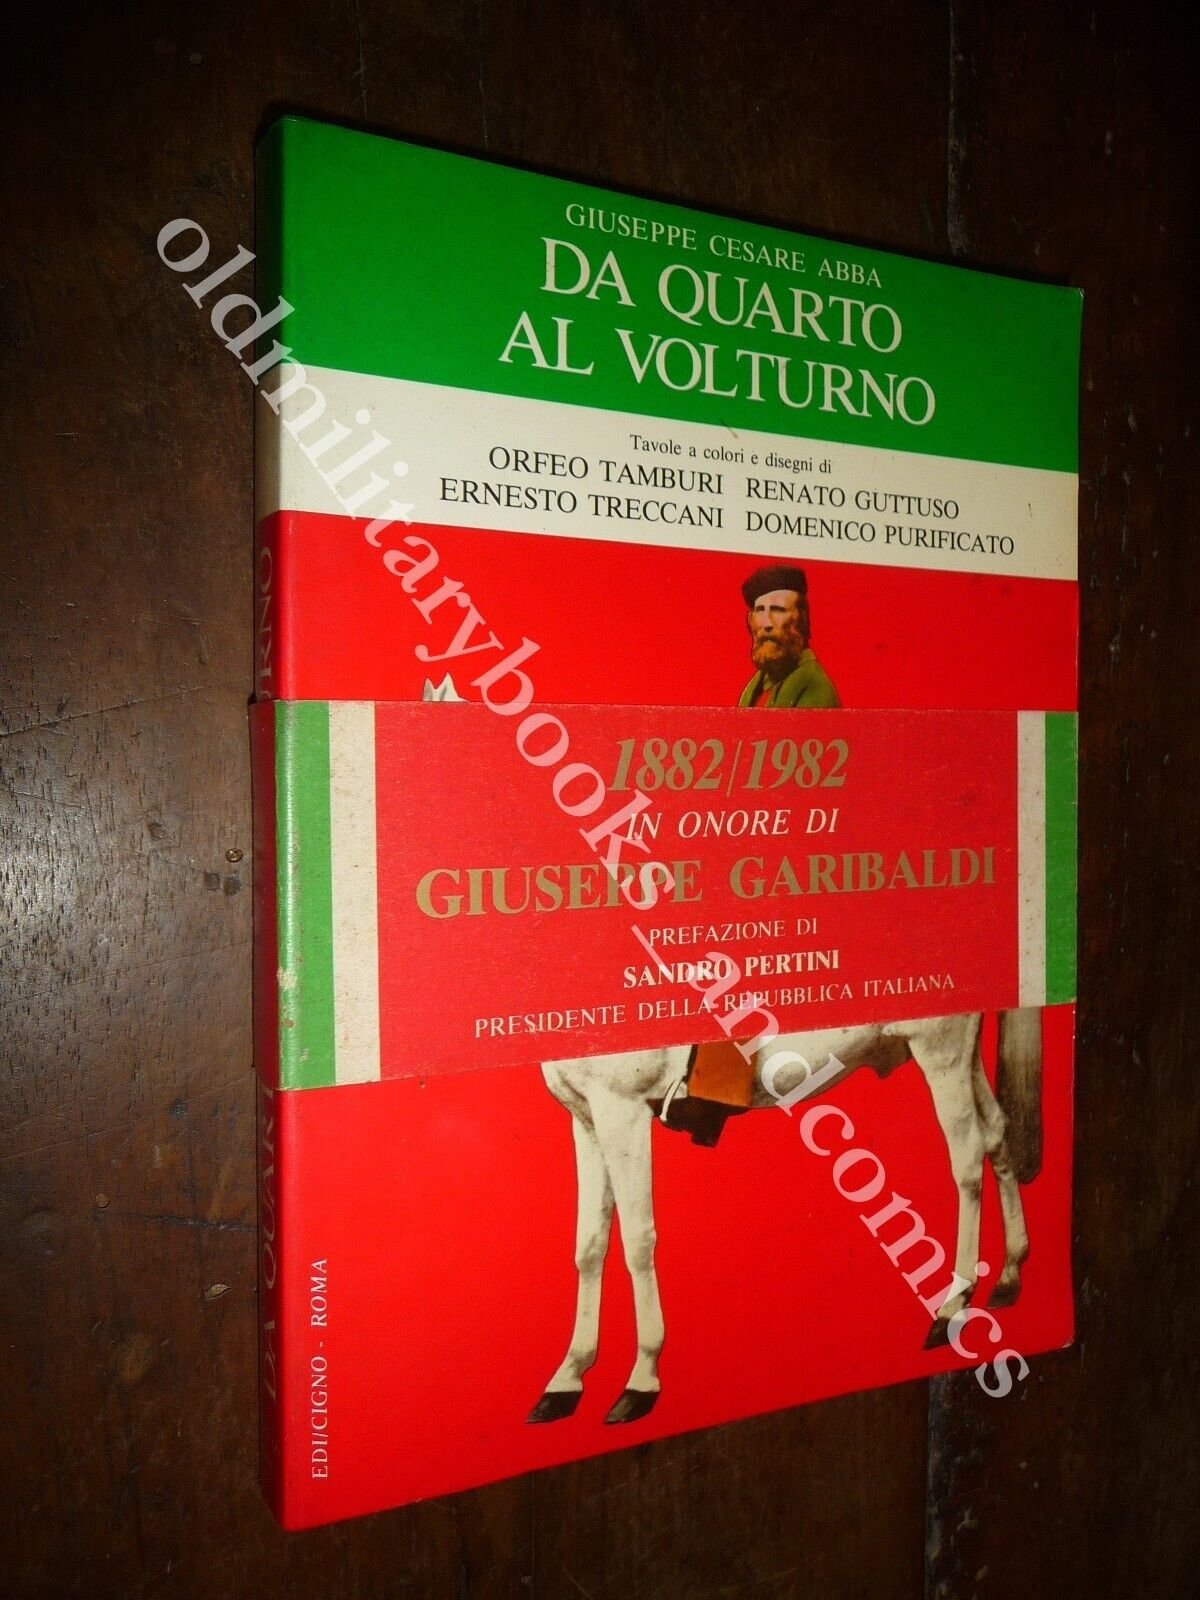 GIUSEPPE CESARE ABBA
DA QUARTO
AL VOLTURNO
Tavole a colori e disegni di
ORFEO TAMBURI RENATO GUTTUSO
ERNESTO TRECCANI DOMENICO PURIFICATO
1882/1982
IN ONORE DI
GIUSEPPE GARIBALDI
PREFAZIONE DI
SANDRO PERTINI
PRESIDENTE DELLA REPUBBLICA ITALIANA
EDI/CIGNO - ROMA
oldmilitarybooks_andcomics